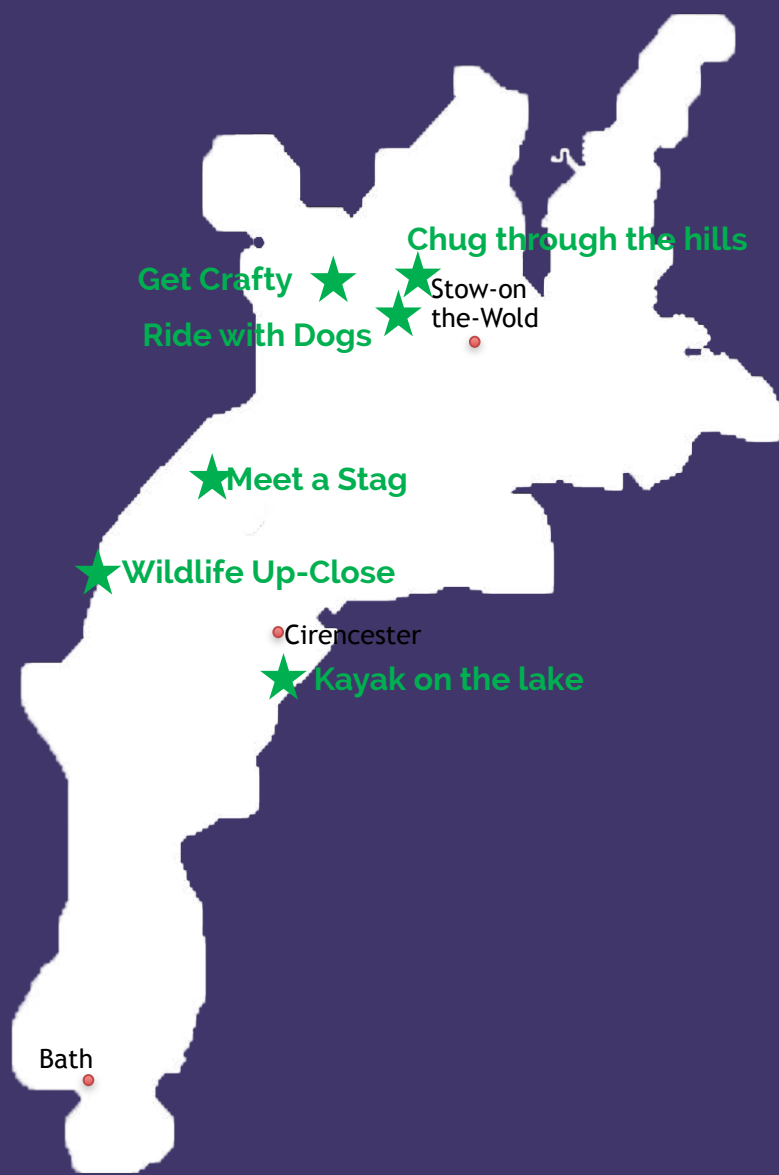 Chug through the hills
Get Crafty
Stow-on
the-Wold
Ride with Dogs
Meet a Stag
Wildlife Up-Close
Cirencester
Kayak on the lake
Bath